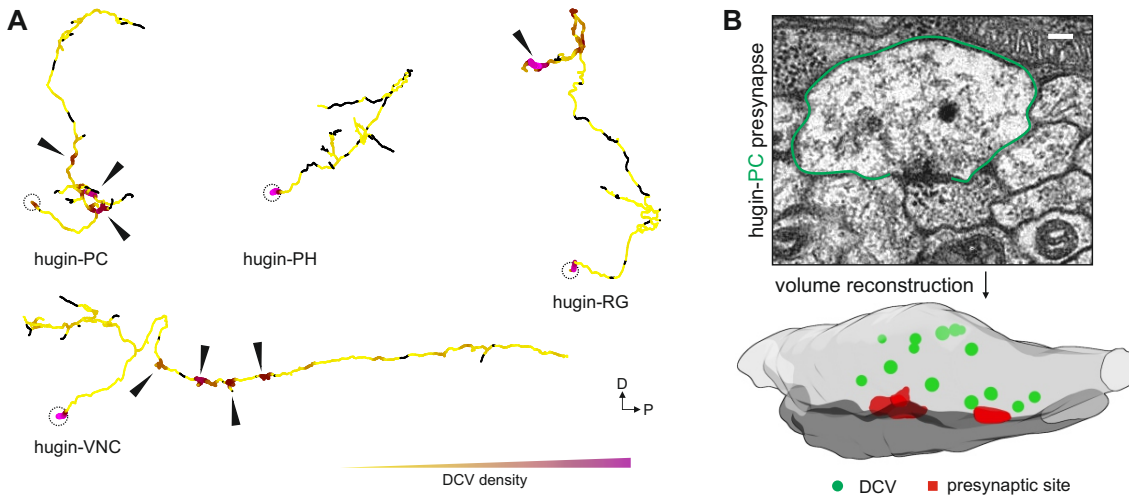 A
hugin-PC
hugin-PH
hugin-RG
hugin-VNC
D
P
DCV density
B
hugin-PC presynapse
volume reconstruction
DCV
presynaptic site